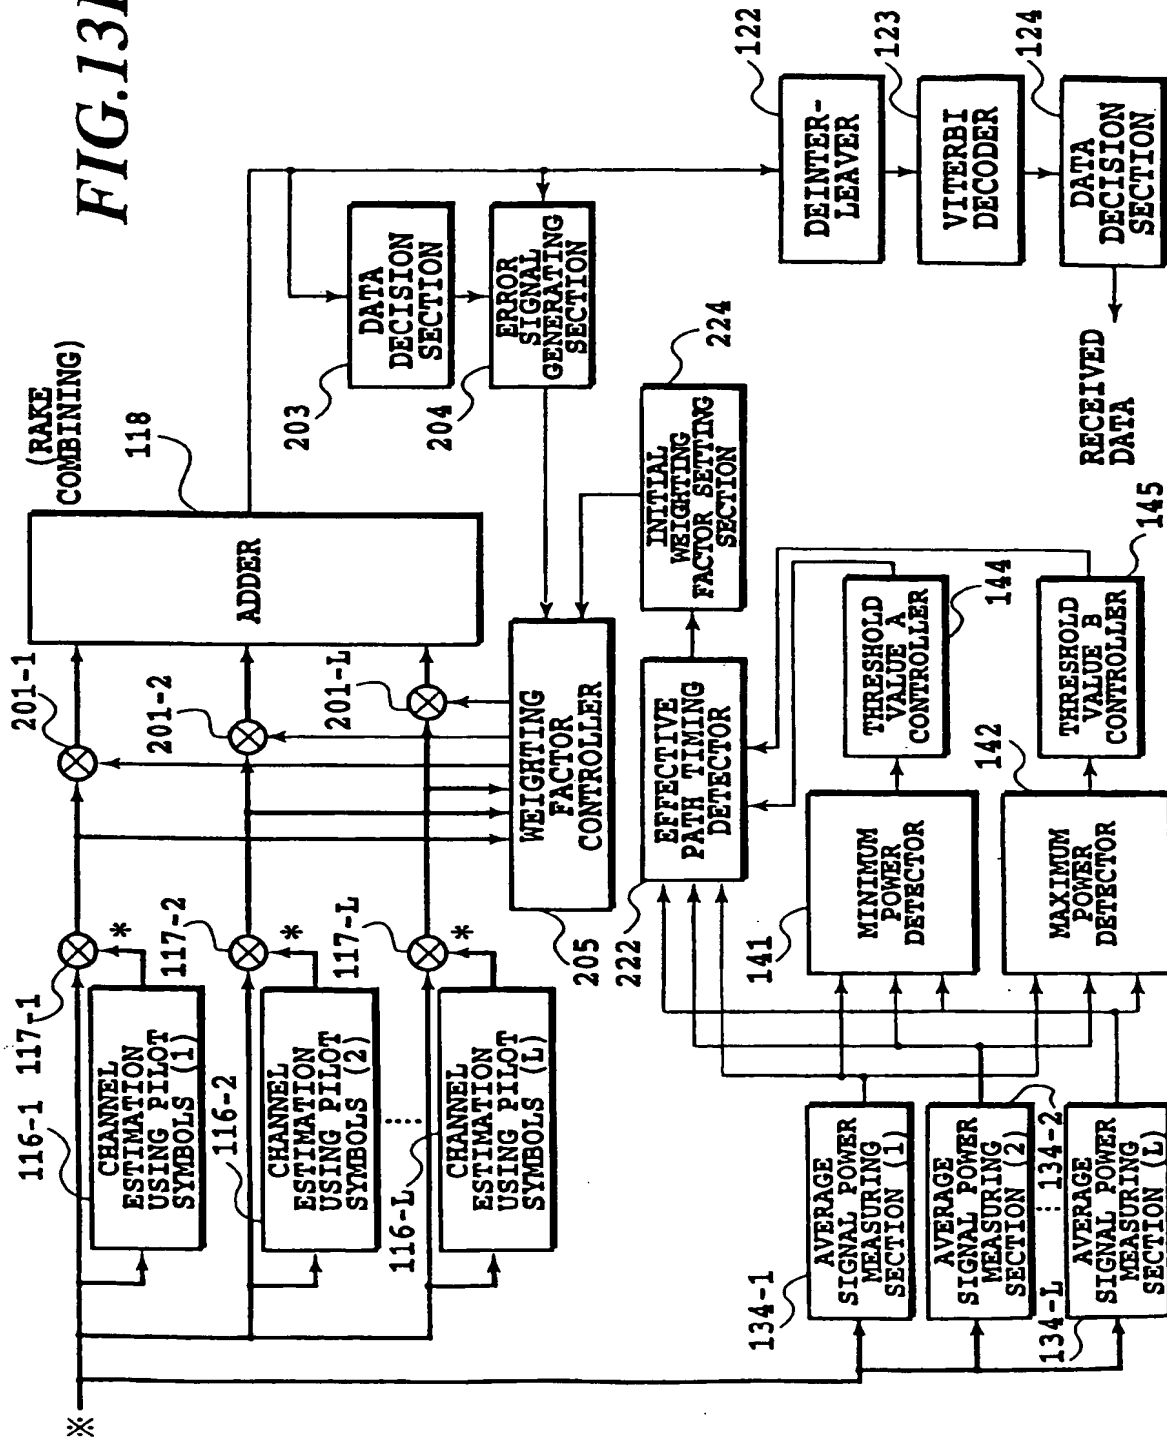 FIG.13
※
116-1
117-1
CHANNEL
ESTIMATION
USING PILOT
SYMBOLS (1)
*
201-1
(RAKE
COMBINING)
118
ADDER
116-2
117-2
CHANNEL
ESTIMATION
USING PILOT
SYMBOLS (2)
*
201-2
116-L
117-L
CHANNEL
ESTIMATION
USING PILOT
SYMBOLS (L)
*
201-L
205
WEIGHTING
FACTOR
CONTROLLER
203
DATA
DECISION
SECTION
204
ERROR
SIGNAL
GENERATING
SECTION
222
EFFECTIVE
PATH TIMING
DETECTOR
INITIAL
WEIGHTING
FACTOR SETTING
SECTION
224
134-1
AVERAGE
SIGNAL POWER
MEASURING
SECTION (1)
AVERAGE
SIGNAL POWER
MEASURING
SECTION (2)
134-2
134-L
AVERAGE
SIGNAL POWER
MEASURING
SECTION (L)
141
MINIMUM
POWER
DETECTOR
142
MAXIMUM
POWER
DETECTOR
THRESHOLD
VALUE A
CONTROLLER
144
THRESHOLD
VALUE B
CONTROLLER
145
DEINTER-
LEAVER
122
VITERBI
DECODER
123
DATA
DECISION
SECTION
124
RECEIVED
DATA